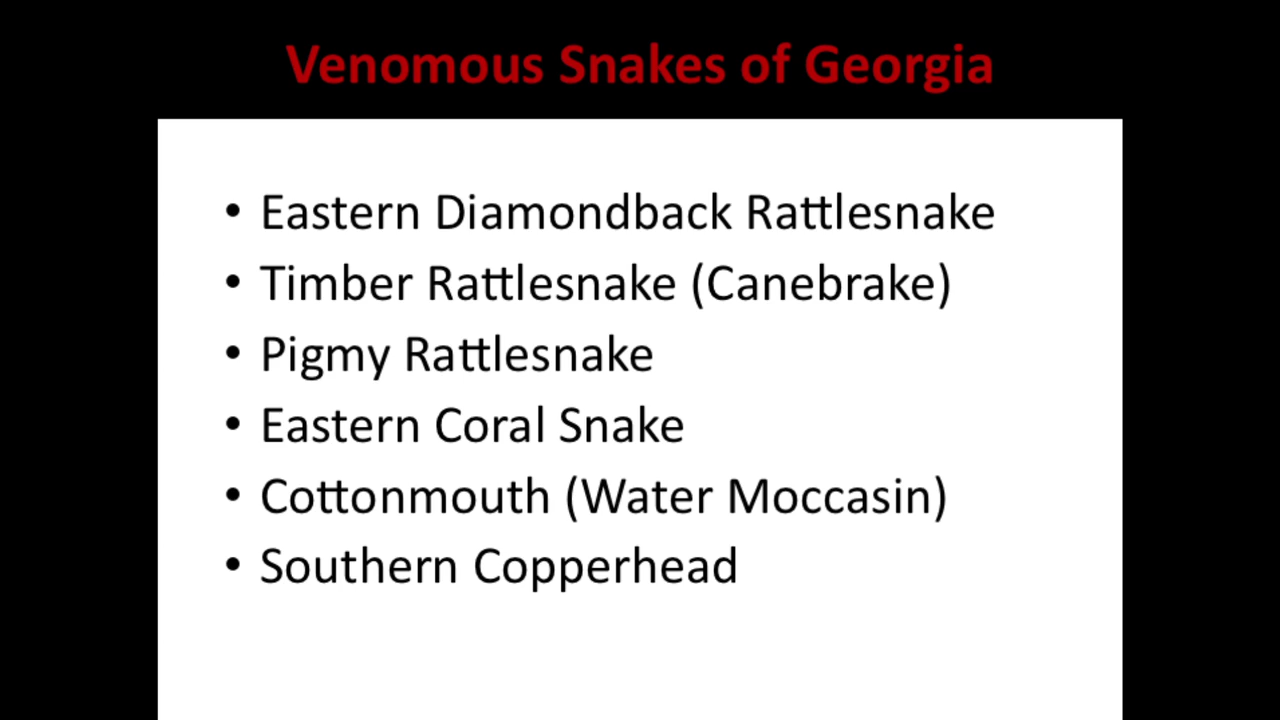 Venomous Snakes of Georgia
• Eastern Diamondback Rattlesnake
• Timber Rattlesnake (Canebrake)
• Pigmy Rattlesnake
• Eastern Coral Snake
• Cottonmouth (Water Moccasin)
• Southern Copperhead